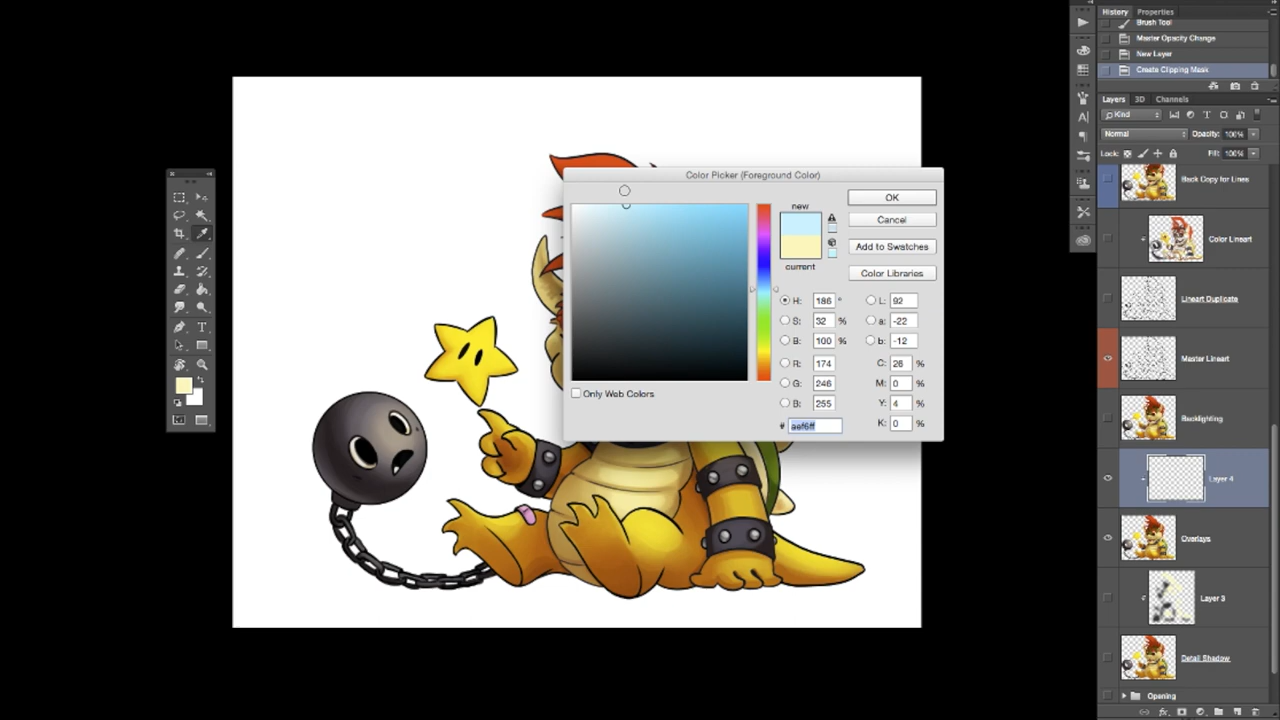 History Properties
Brush Tool
Master Opacity Change
New Layer
Create Clipping Mask
Layers 3D Channels
Kind
Normal Opacity: 100%
Lock: Fill: 100%
Back Copy for Lines
Color Lineart
Lineart Duplicate
Master Lineart
Backlighting
Layer 4
Overlays
Layer 3
Detail Shadow
Opening
Color Picker (Foreground Color)
new
current
OK
Cancel
Add to Swatches
Color Libraries
H: 186 ° L: 92
S: 32 % a: -22
B: 100 % b: -12
R: 174 C: 28 %
G: 246 M: 0 %
B: 255 Y: 4 %
# aef6ff K: 0 %
Only Web Colors